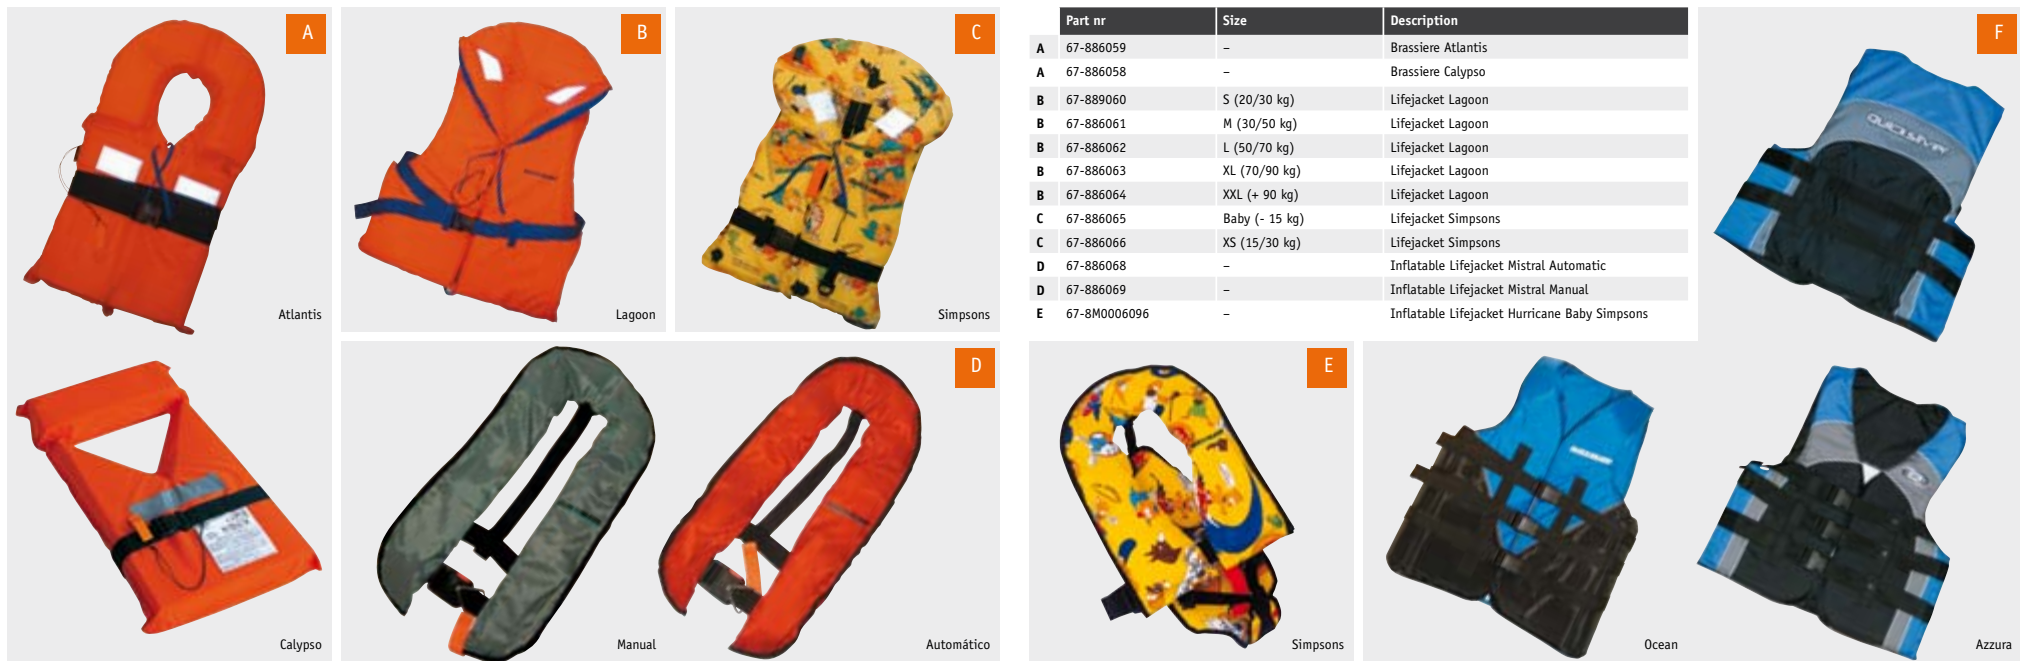 A
Atlantis
Calypso
B
Lagoon
C
Simpsons
D
Manual
Automático
Part nr Size Description
A 67-886059 – Brassiere Atlantis
A 67-886058 – Brassiere Calypso
B 67-889060 S (20/30 kg) Lifejacket Lagoon
B 67-886061 M (30/50 kg) Lifejacket Lagoon
B 67-886062 L (50/70 kg) Lifejacket Lagoon
B 67-886063 XL (70/90 kg) Lifejacket Lagoon
B 67-886064 XXL (+ 90 kg) Lifejacket Lagoon
C 67-886065 Baby (- 15 kg) Lifejacket Simpsons
C 67-886066 XS (15/30 kg) Lifejacket Simpsons
D 67-886068 – Inflatable Lifejacket Mistral Automatic
D 67-886069 – Inflatable Lifejacket Mistral Manual
E 67-8M0006096 – Inflatable Lifejacket Hurricane Baby Simpsons
E
Simpsons
F
QUICKSILVER
Ocean
Azzura